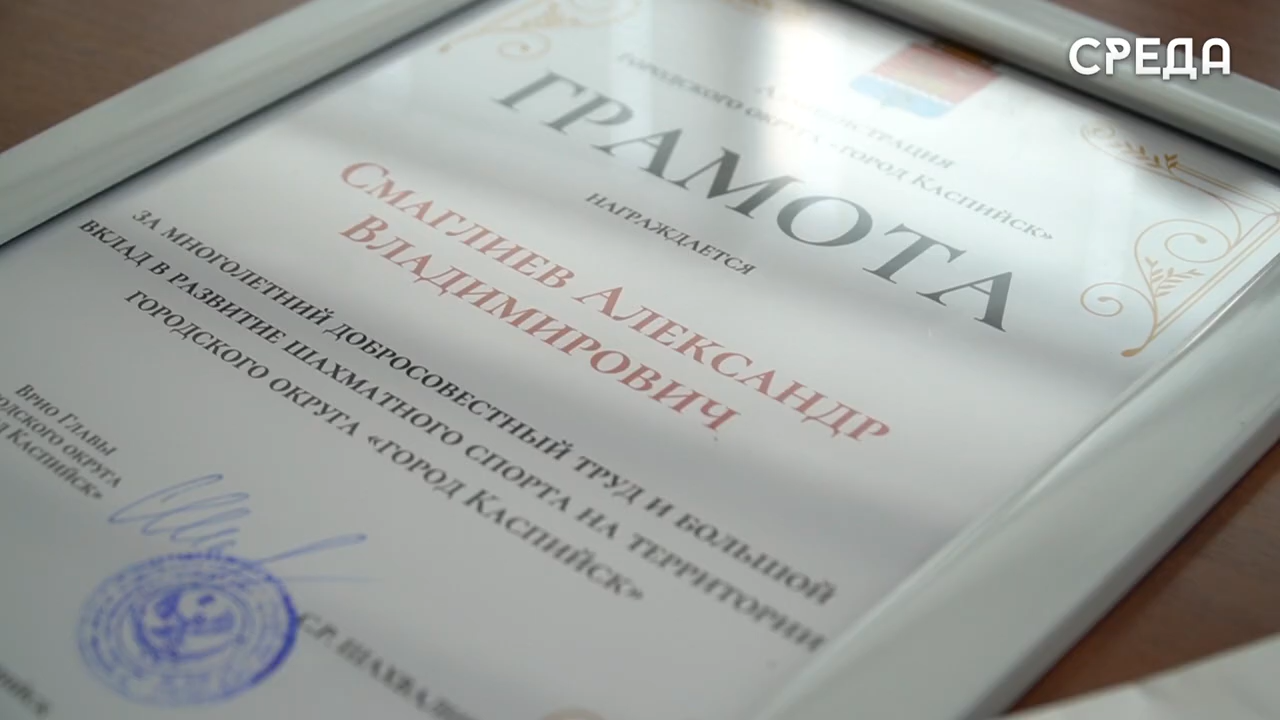 СРЕДА
АДМИНИСТРАЦИЯ
ГОРОДСКОГО ОКРУГА «ГОРОД КАСПИЙСК»
ГРАМОТА
НАГРАЖДАЕТСЯ
СМАГЛИЕВ АЛЕКСАНДР
ВЛАДИМИРОВИЧ
ЗА МНОГОЛЕТНИЙ ДОБРОСОВЕСТНЫЙ ТРУД И БОЛЬШОЙ
ВКЛАД В РАЗВИТИЕ ШАХМАТНОГО СПОРТА НА ТЕРРИТОРИИ
ГОРОДСКОГО ОКРУГА «ГОРОД КАСПИЙСК»
ВРИО ГЛАВЫ
ОКРУГА
КАСПИЙСК»
С.Р. ШАХВАЛ